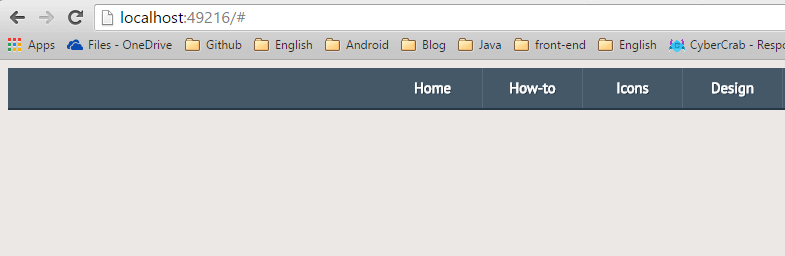 localhost:49216/#
Apps Files - OneDrive Github English Android Blog Java front-end English CyberCrab - Respo
Home How-to Icons Design